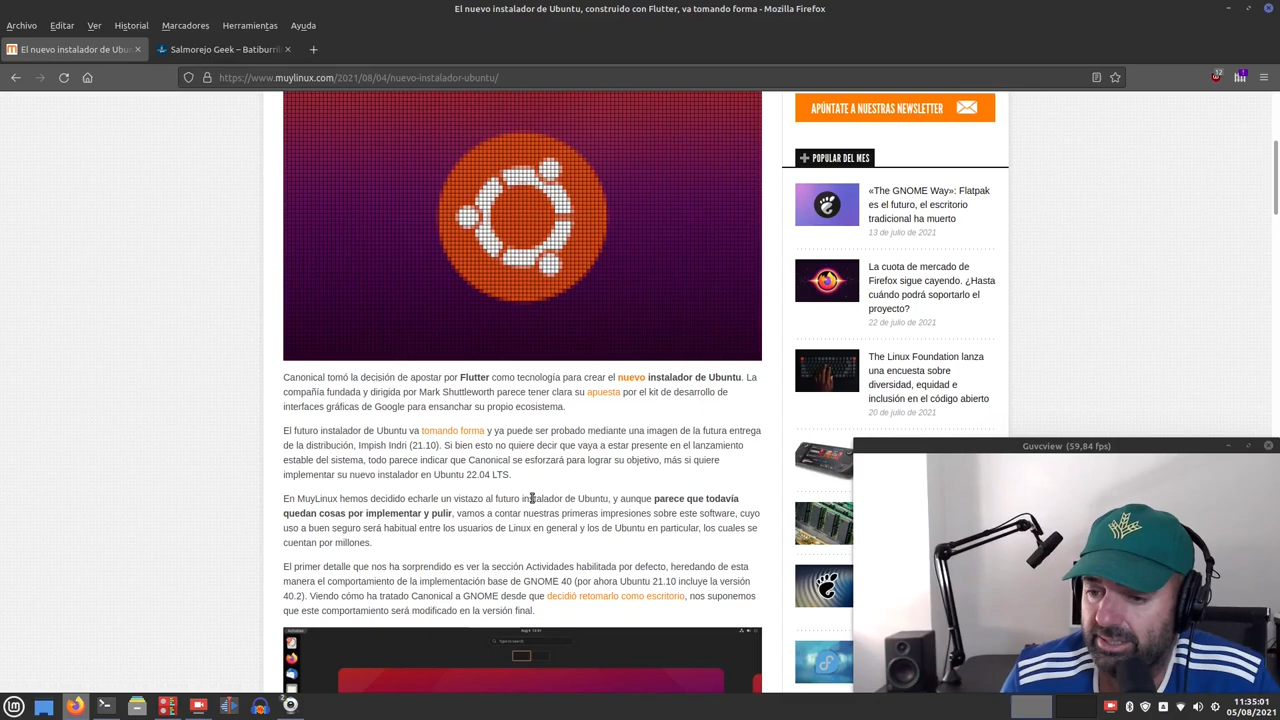 El nuevo instalador de Ubuntu, construido con Flutter, va tomando forma - Mozilla Firefox
Archivo Editar Ver Historial Marcadores Herramientas Ayuda
El nuevo instalador de Ubun
Salmorejo Geek – Batiburri
https://www.muylinux.com/2021/08/04/nuevo-instalador-ubuntu/
Canonical tomó la decisión de apostar por Flutter como tecnología para crear el nuevo instalador de Ubuntu. La
compañía fundada y dirigida por Mark Shuttleworth parece tener clara su apuesta por el kit de desarrollo de
interfaces gráficas de Google para ensanchar su propio ecosistema.
El futuro instalador de Ubuntu va tomando forma y ya puede ser probado mediante una imagen de la futura entrega
de la distribución, Impish Indri (21.10). Si bien esto no quiere decir que vaya a estar presente en el lanzamiento
estable del sistema, todo parece indicar que Canonical se esforzará para lograr su objetivo, más si quiere
implementar su nuevo instalador en Ubuntu 22.04 LTS.
En MuyLinux hemos decidido echarle un vistazo al futuro instalador de Ubuntu, y aunque parece que todavía
quedan cosas por implementar y pulir, vamos a contar nuestras primeras impresiones sobre este software, cuyo
uso a buen seguro será habitual entre los usuarios de Linux en general y los de Ubuntu en particular, los cuales se
cuentan por millones.
El primer detalle que nos ha sorprendido es ver la sección Actividades habilitada por defecto, heredando de esta
manera el comportamiento de la implementación base de GNOME 40 (por ahora Ubuntu 21.10 incluye la versión
40.2). Viendo cómo ha tratado Canonical a GNOME desde que decidió retomarlo como escritorio, nos suponemos
que este comportamiento será modificado en la versión final.
APÚNTATE A NUESTRAS NEWSLETTER
POPULAR DEL MES
«The GNOME Way»: Flatpak
es el futuro, el escritorio
tradicional ha muerto
13 de julio de 2021
La cuota de mercado de
Firefox sigue cayendo. ¿Hasta
cuándo podrá soportarlo el
proyecto?
22 de julio de 2021
The Linux Foundation lanza
una encuesta sobre
diversidad, equidad e
inclusión en el código abierto
20 de julio de 2021
Guvcview (59,84 fps)
11:35:01
05/08/2021